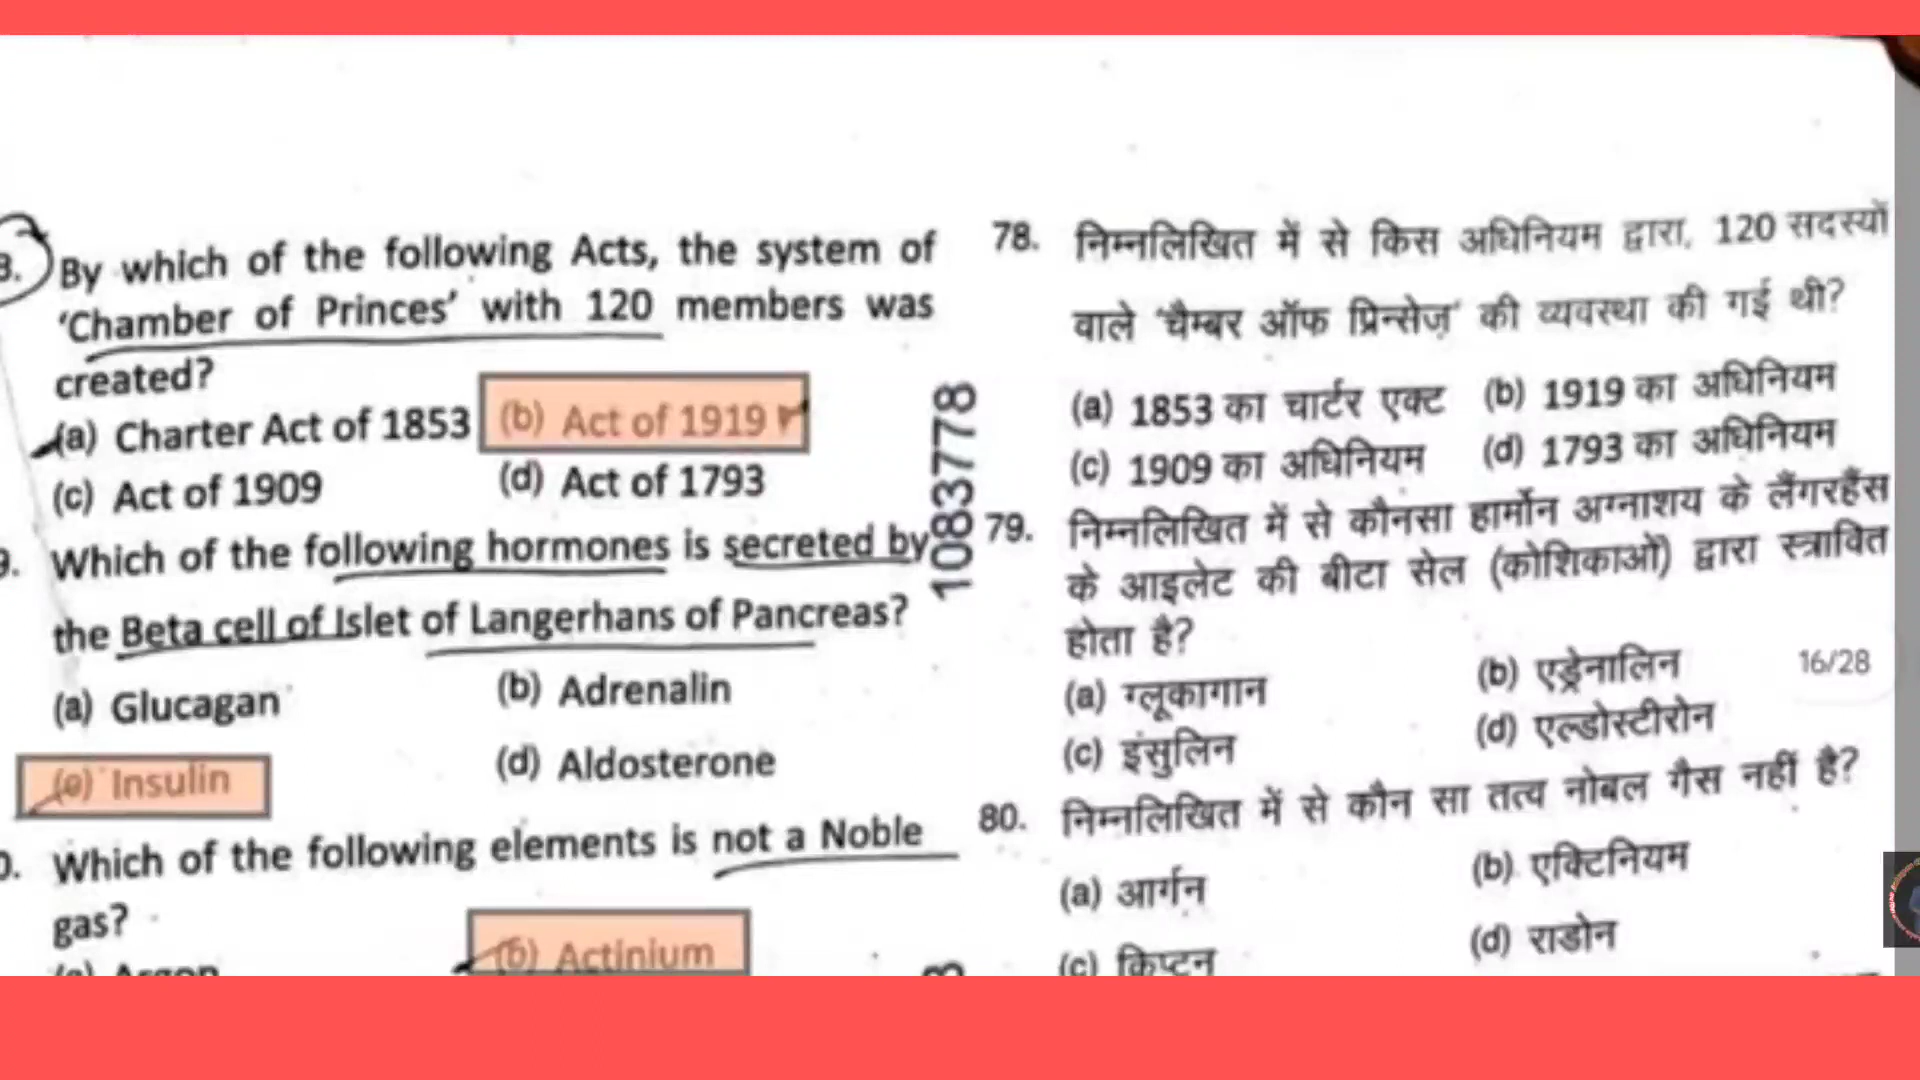 By which of the following Acts, the system of
'Chamber of Princes' with 120 members was
created?
(a) Charter Act of 1853 (b) Act of 1919
(c) Act of 1909 (d) Act of 1793
Which of the following hormones is secreted by
the Beta cell of Islet of Langerhans of Pancreas?
(a) Glucagan (b) Adrenalin
(c) Insulin (d) Aldosterone
Which of the following elements is not a Noble
gas?
(a) Argon (b) Actinium
1083778
78. निम्नलिखित में से किस अधिनियम द्वारा, 120 सदस्यों
वाले 'चैम्बर ऑफ प्रिन्सेज़' की व्यवस्था की गई थी?
(a) 1853 का चार्टर एक्ट (b) 1919 का अधिनियम
(c) 1909 का अधिनियम (d) 1793 का अधिनियम
79. निम्नलिखित में से कौनसा हार्मोन अग्नाशय के लैंगरहैंस
के आइलेट की बीटा सेल (कोशिकाओं) द्वारा स्त्रावित
होता है?
(a) ग्लूकागान (b) एड्रेनालिन
(c) इंसुलिन (d) एल्डोस्टीरोन
16/28
80. निम्नलिखित में से कौन सा तत्व नोबल गैस नहीं है?
(a) आर्गन (b) एक्टिनियम
(c) क्रिप्टन (d) राडोन